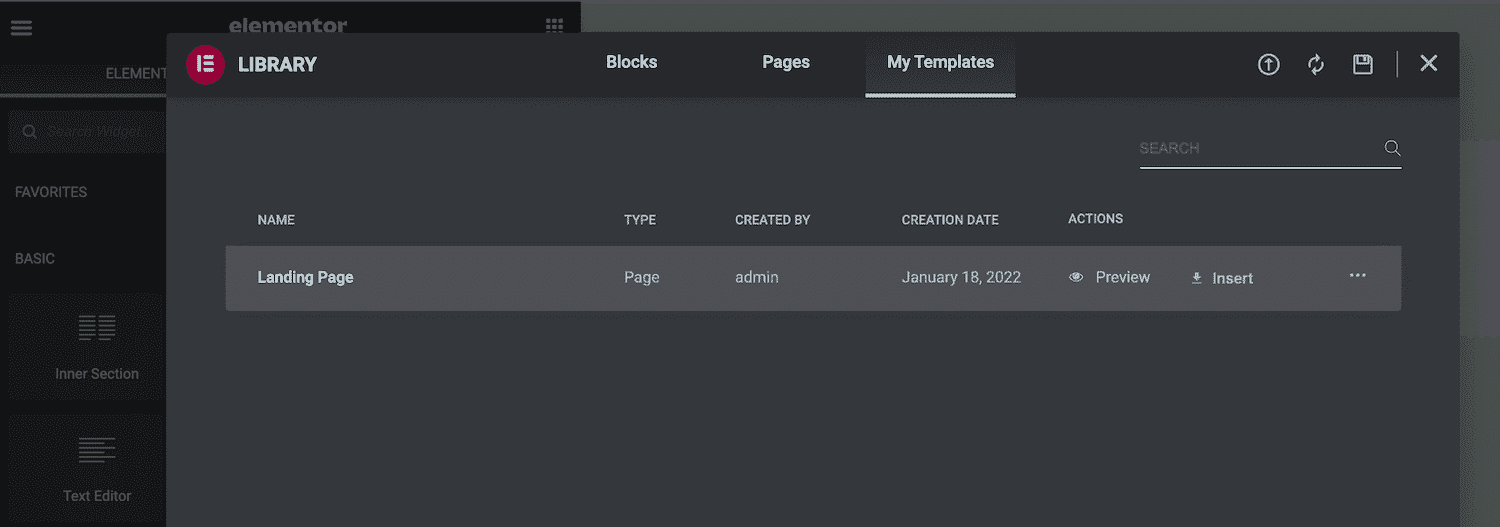 elementor
LIBRARY
Blocks
Pages
My Templates
ELEMENT
Search Widget...
SEARCH
FAVORITES
NAME TYPE CREATED BY CREATION DATE ACTIONS
BASIC
Landing Page Page admin January 18, 2022 Preview Insert ...
Inner Section
Text Editor